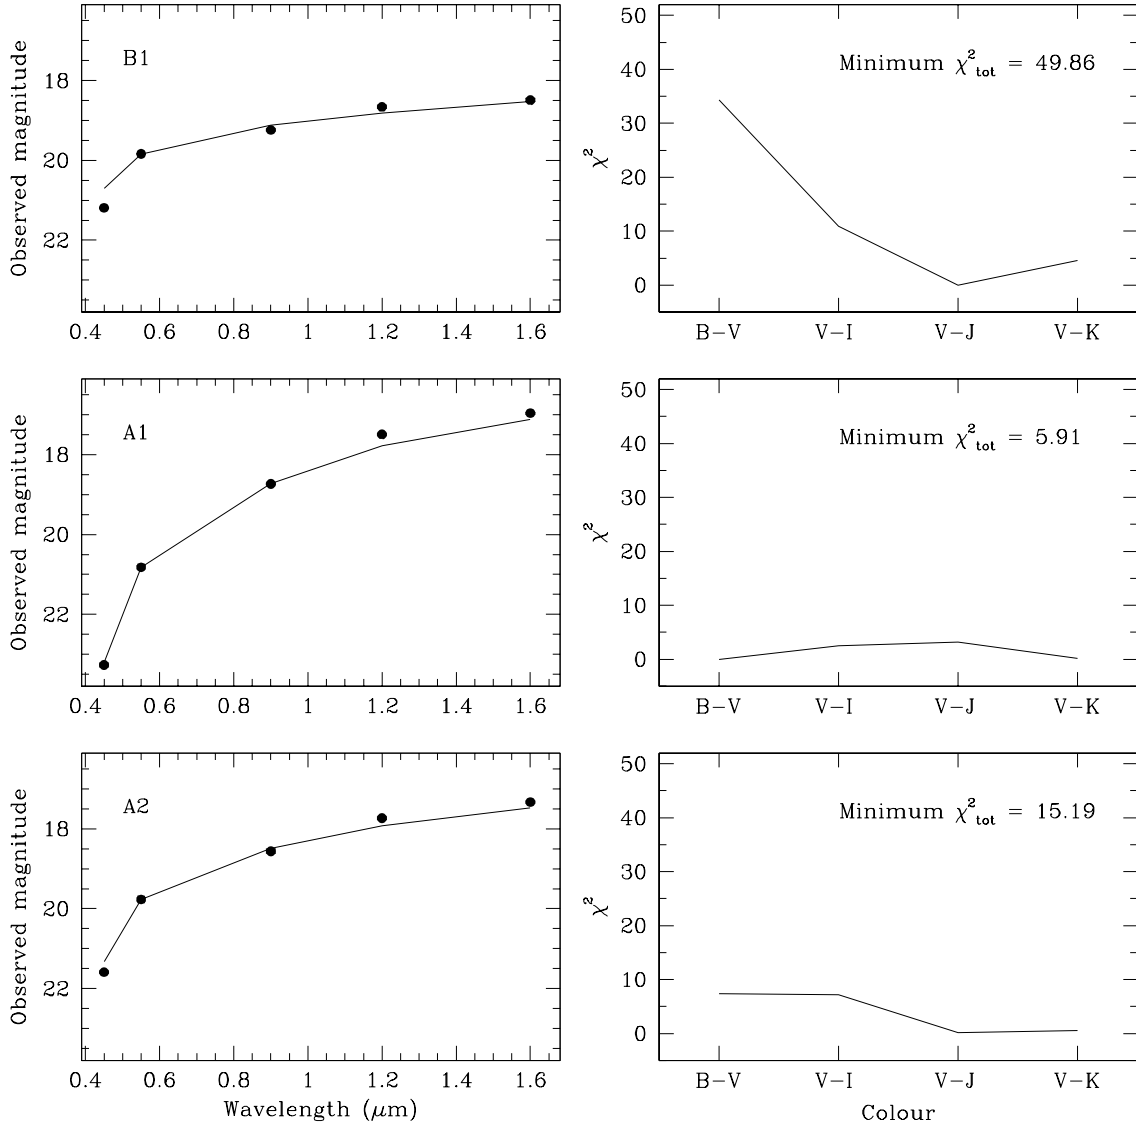 B1
Observed magnitude
18
20
22
0.4 0.6 0.8 1 1.2 1.4 1.6
Minimum χ²tot = 49.86
χ²
50
40
30
20
10
0
B−V V−I V−J V−K
A1
Observed magnitude
18
20
22
0.4 0.6 0.8 1 1.2 1.4 1.6
Minimum χ²tot = 5.91
χ²
50
40
30
20
10
0
B−V V−I V−J V−K
A2
Observed magnitude
18
20
22
0.4 0.6 0.8 1 1.2 1.4 1.6
Wavelength (μm)
Minimum χ²tot = 15.19
χ²
50
40
30
20
10
0
B−V V−I V−J V−K
Colour